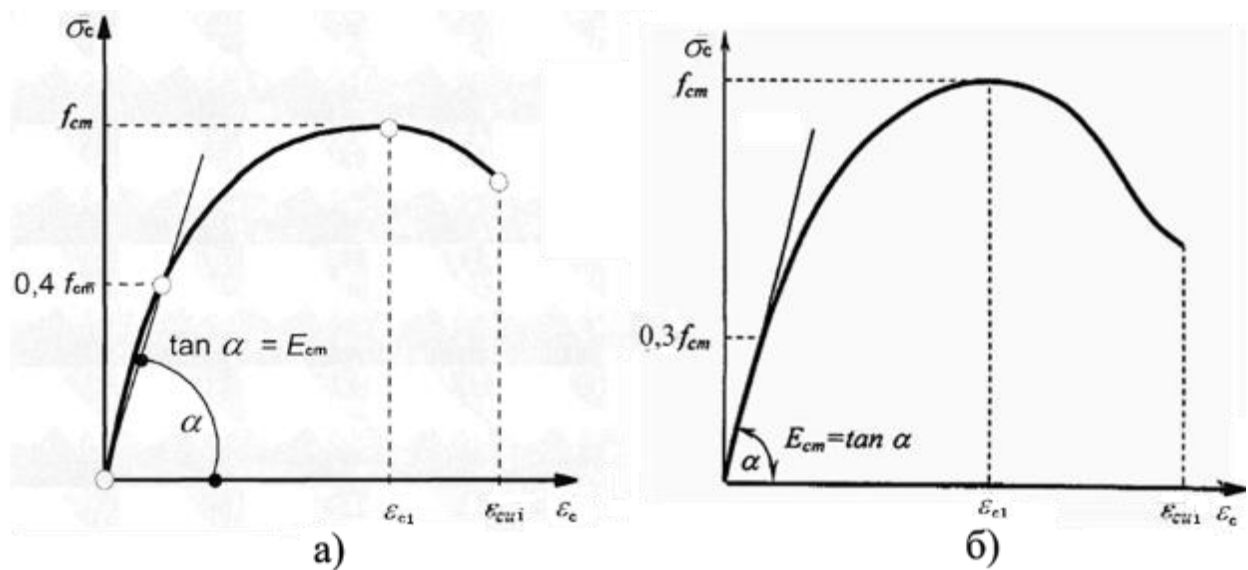 σc
fcm
0,4 fcm
tan α = Ecm
α
εc1
εcu1
εc
а)
σc
fcm
0,3fcm
Ecm=tan α
α
εc1
εcu1
εc
б)